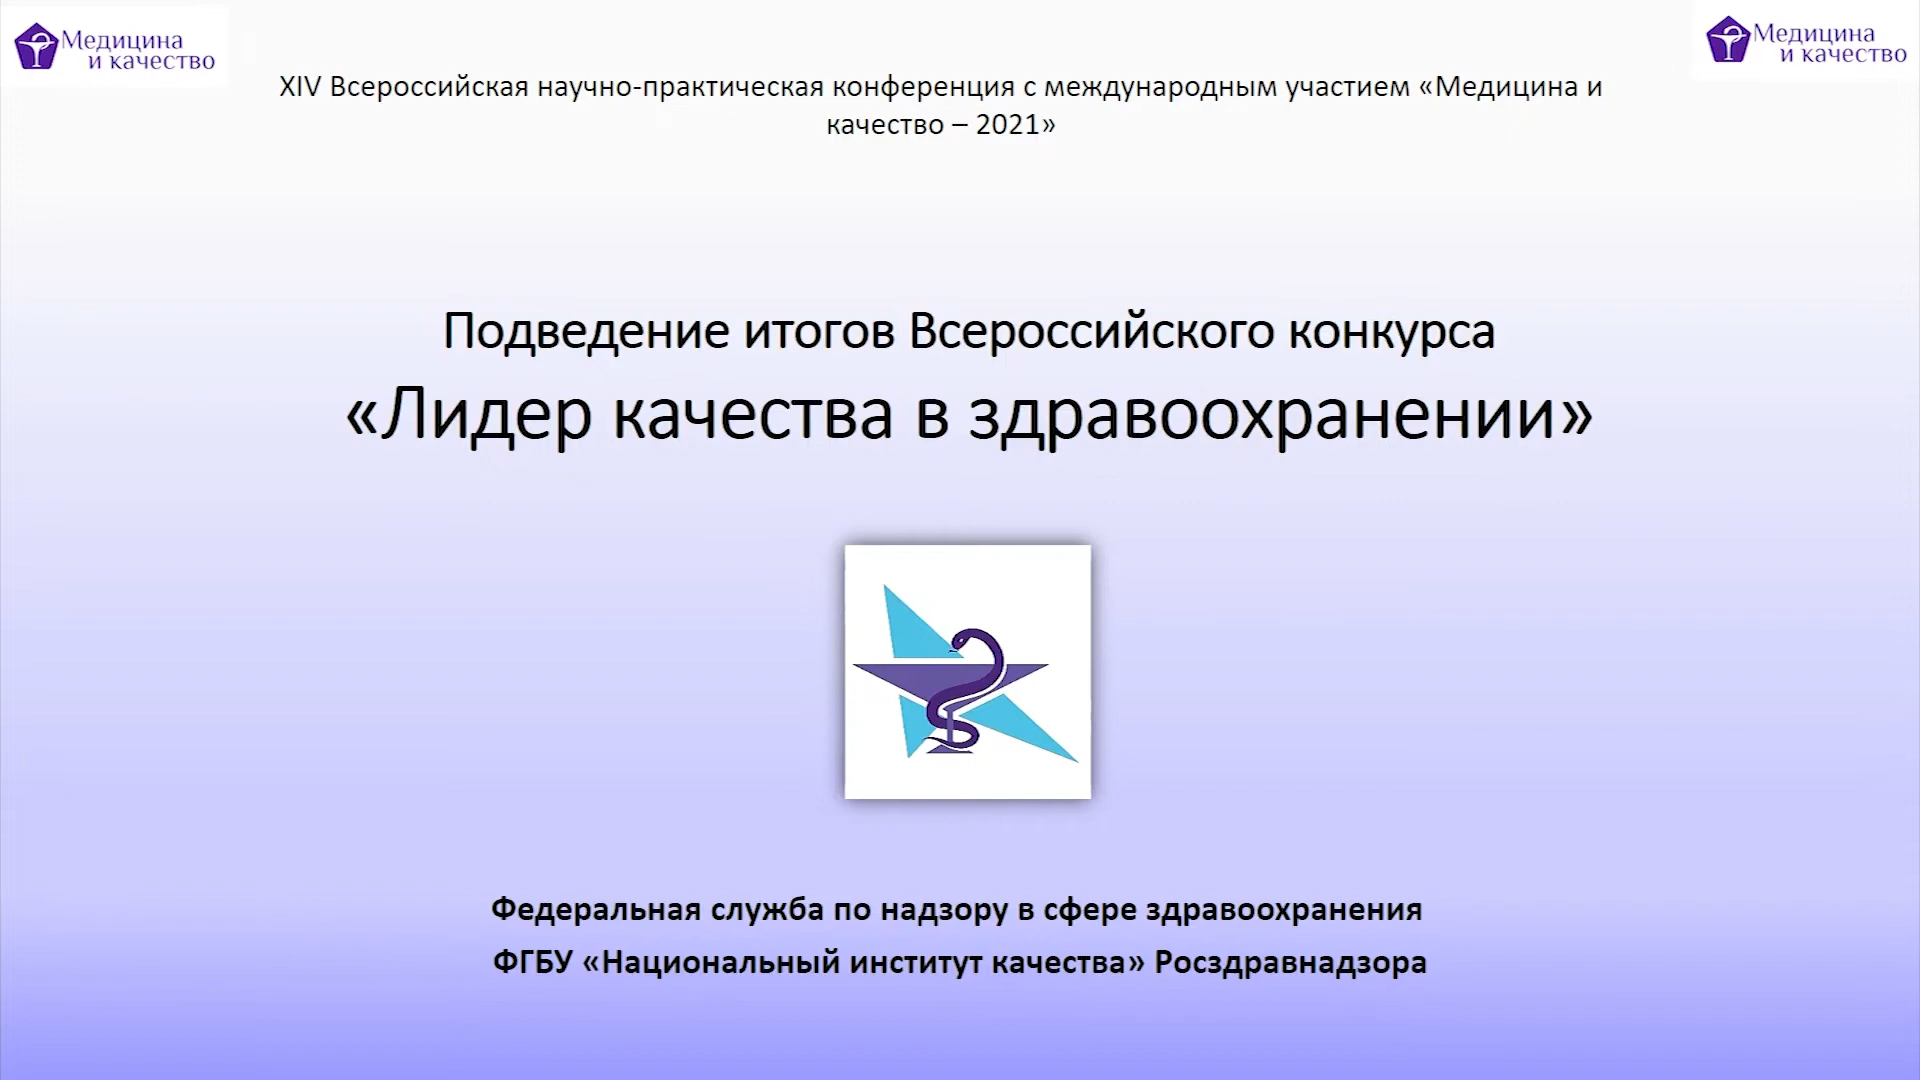 Медицина
и качество
Медицина
и качество
XIV Всероссийская научно-практическая конференция с международным участием «Медицина и
качество – 2021»
Подведение итогов Всероссийского конкурса
«Лидер качества в здравоохранении»
Федеральная служба по надзору в сфере здравоохранения
ФГБУ «Национальный институт качества» Росздравнадзора